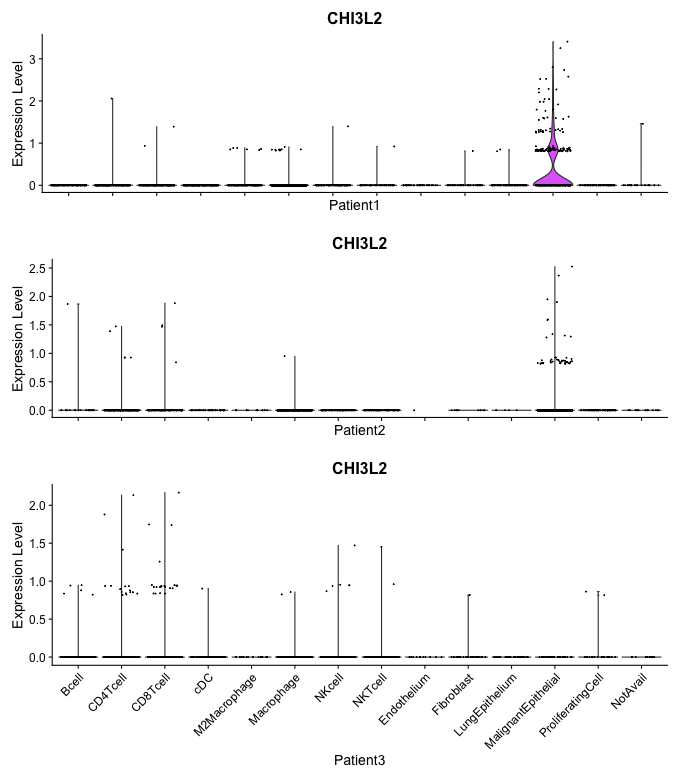 CHI3L2
Expression Level
3
2
1
0
Patient1
CHI3L2
Expression Level
2.5
2.0
1.5
1.0
0.5
0.0
Patient2
CHI3L2
Expression Level
2.0
1.5
1.0
0.5
0.0
Bcell
CD4Tcell
CD8Tcell
cDC
M2Macrophage
Macrophage
NKcell
NKTcell
Endothelium
Fibroblast
LungEpithelium
MalignantEpithelial
ProliferatingCell
NotAvail
Patient3